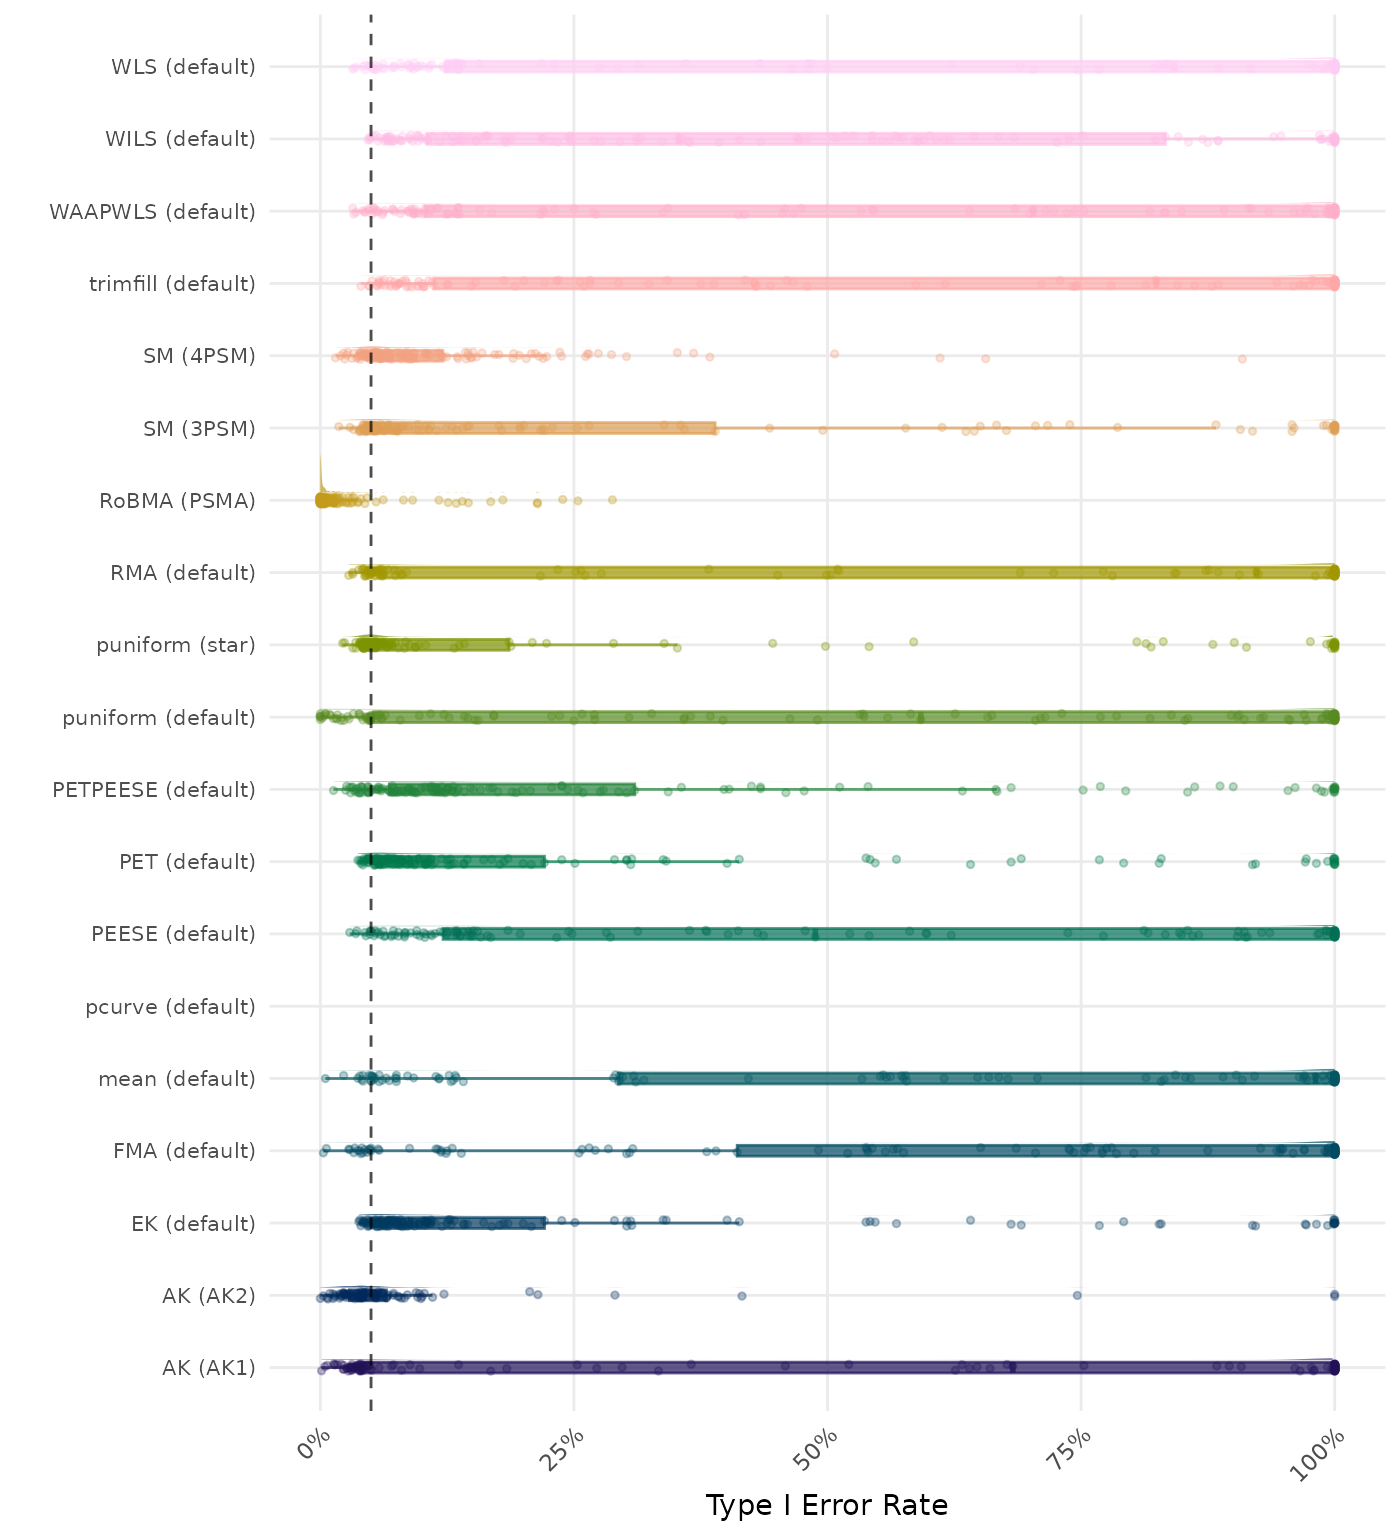 WLS (default)
WILS (default)
WAAPWLS (default)
trimfill (default)
SM (4PSM)
SM (3PSM)
RoBMA (PSMA)
RMA (default)
puniform (star)
puniform (default)
PETPEESE (default)
PET (default)
PEESE (default)
pcurve (default)
mean (default)
FMA (default)
EK (default)
AK (AK2)
AK (AK1)
0%
25%
50%
75%
100%
Type I Error Rate